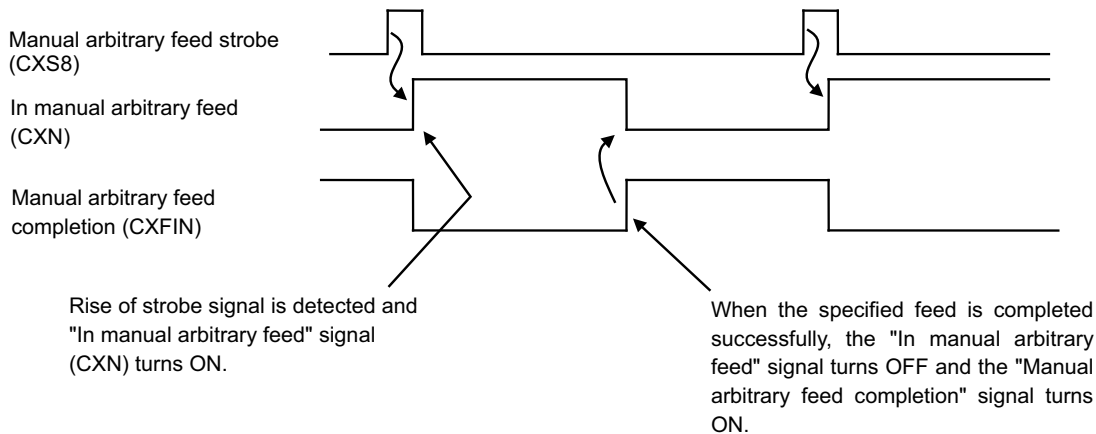 Manual arbitrary feed strobe
(CXS8)
In manual arbitrary feed
(CXN)
Manual arbitrary feed
completion (CXFIN)
Rise of strobe signal is detected and
"In manual arbitrary feed" signal
(CXN) turns ON.
When the specified feed is completed
successfully, the "In manual arbitrary
feed" signal turns OFF and the "Manual
arbitrary feed completion" signal turns
ON.